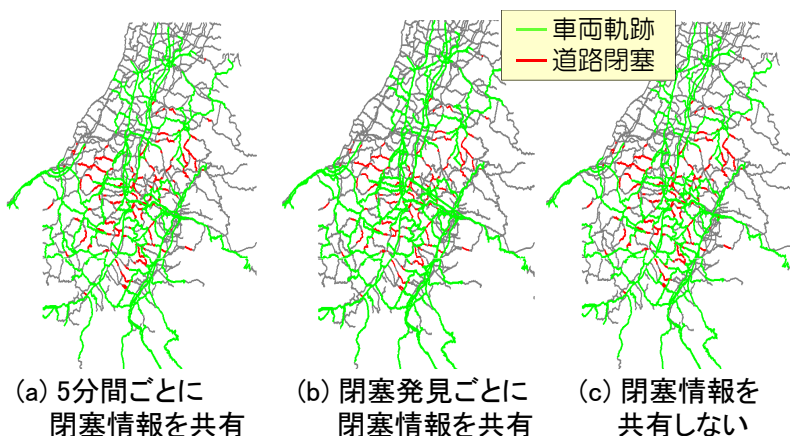 車両軌跡
道路閉塞
(a) 5分間ごとに
閉塞情報を共有
(b) 閉塞発見ごとに
閉塞情報を共有
(c) 閉塞情報を
共有しない